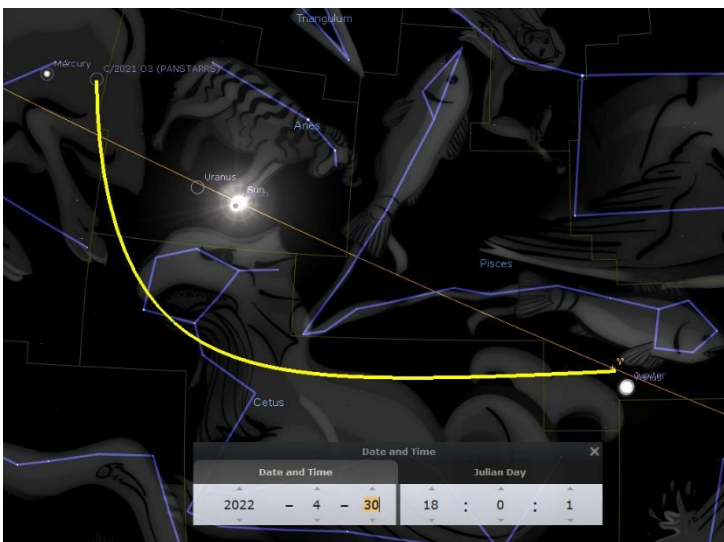 Triangulum
Mercury
C/2021 O3 (PANSTARRS)
Aries
Uranus
Sun
Pisces
Jupiter
Cetus
Date and Time
Date and Time
Julian Day
2022 - 4 - 30 18 : 0 : 1